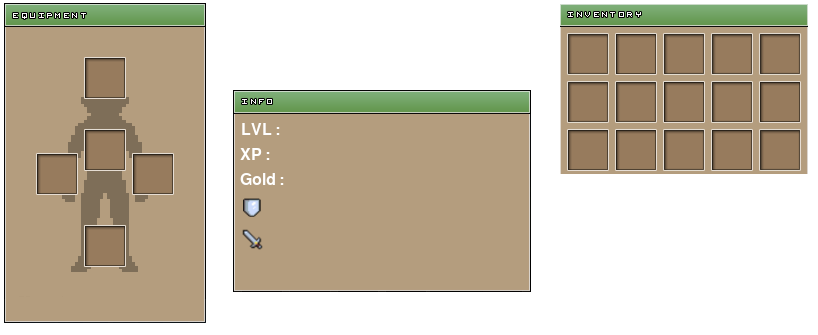 EQUIPMENT
INFO
LVL :
XP :
Gold :
INVENTORY